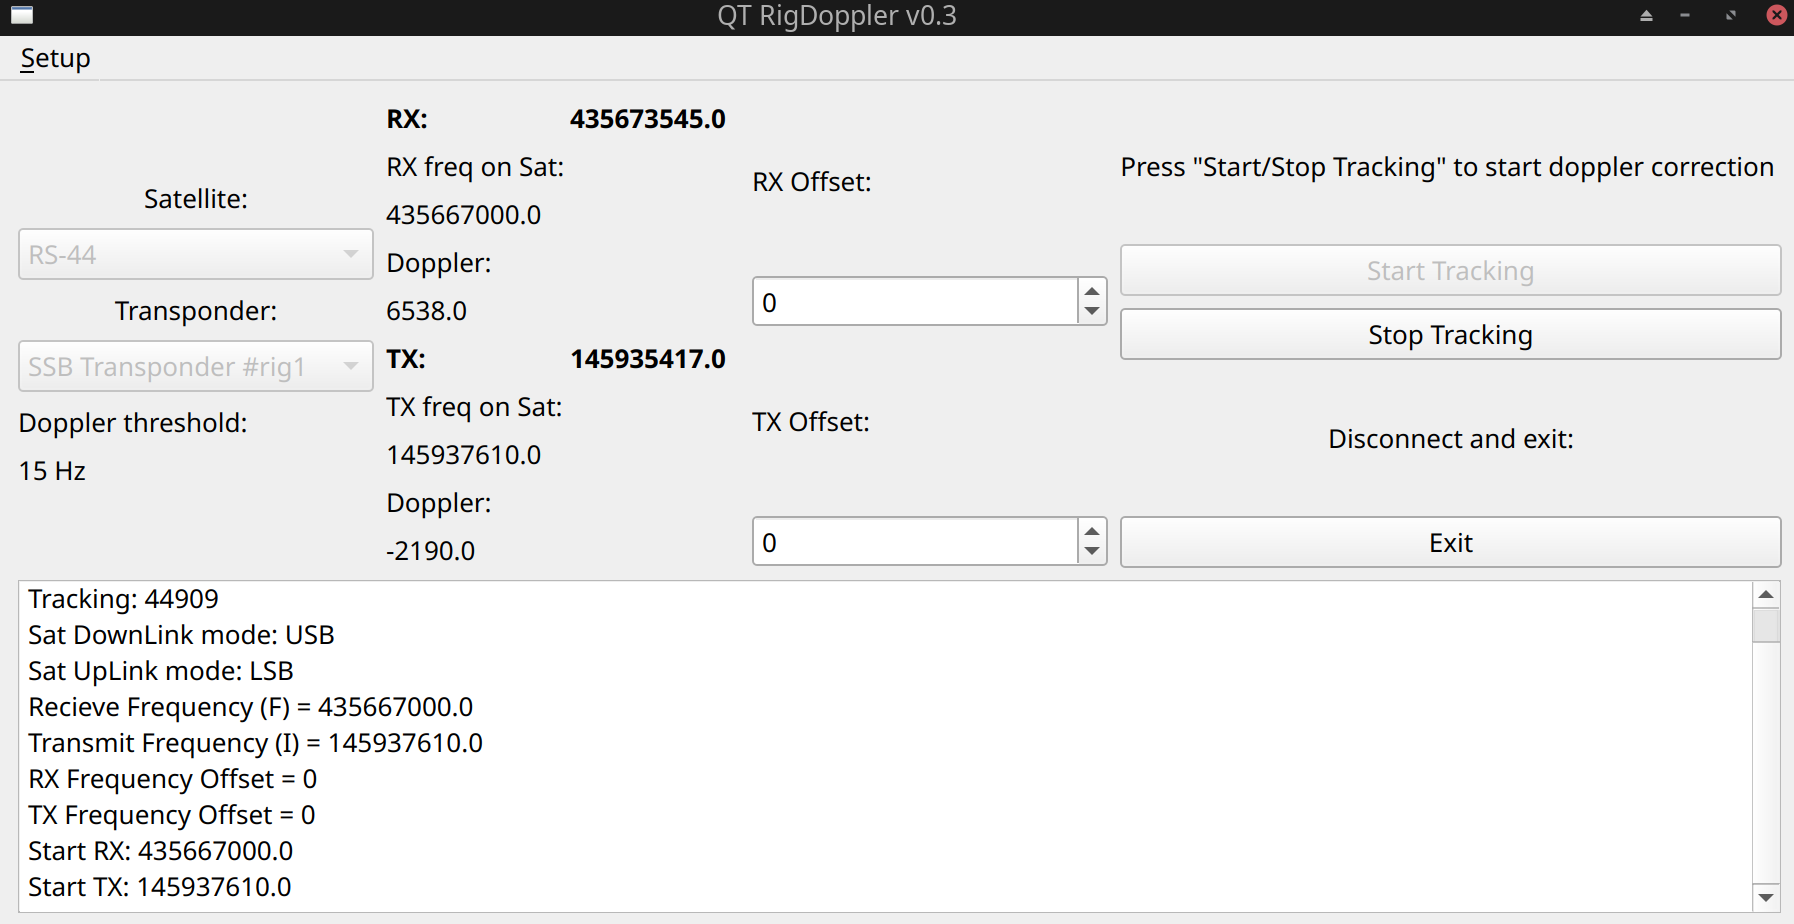 QT RigDoppler v0.3
Setup
Satellite:
RS-44
Transponder:
SSB Transponder #rig1
Doppler threshold:
15 Hz
RX: 435673545.0
RX freq on Sat:
435667000.0
Doppler:
6538.0
TX: 145935417.0
TX freq on Sat:
145937610.0
Doppler:
-2190.0
RX Offset:
0
TX Offset:
0
Press "Start/Stop Tracking" to start doppler correction
Start Tracking
Stop Tracking
Disconnect and exit:
Exit
Tracking: 44909
Sat DownLink mode: USB
Sat UpLink mode: LSB
Recieve Frequency (F) = 435667000.0
Transmit Frequency (I) = 145937610.0
RX Frequency Offset = 0
TX Frequency Offset = 0
Start RX: 435667000.0
Start TX: 145937610.0